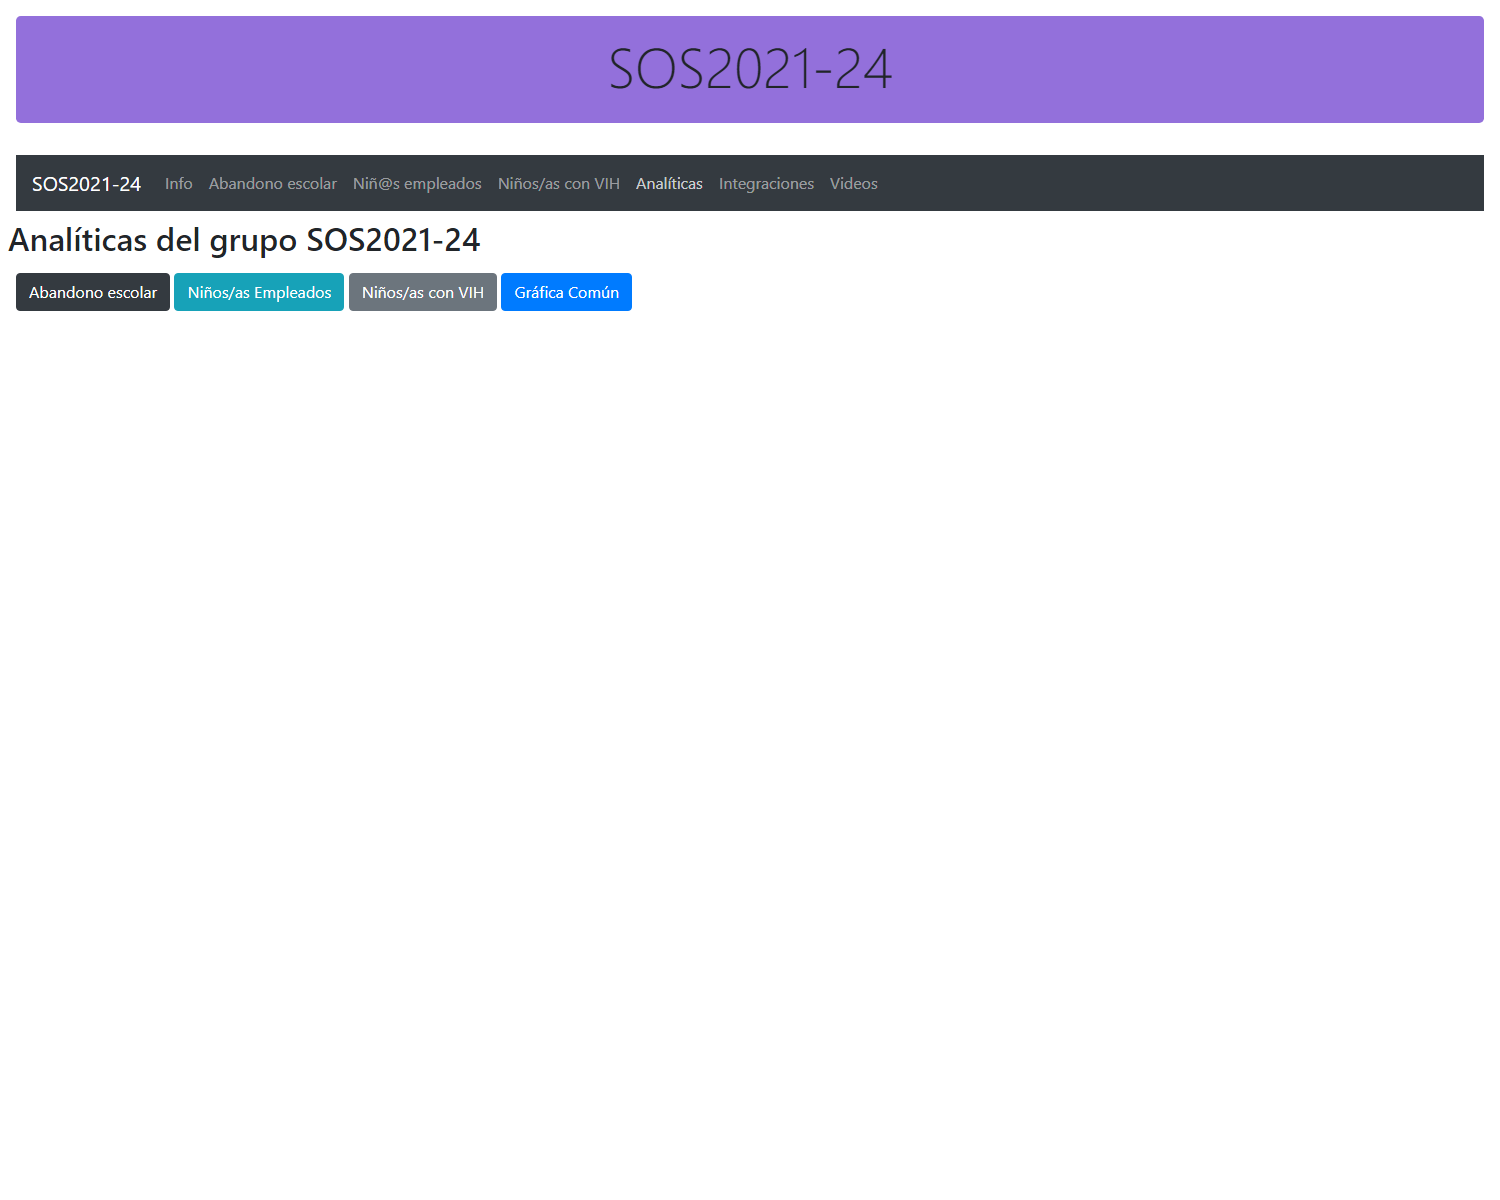 SOS2021-24
SOS2021-24 Info Abandono escolar Niñ@s empleados Niños/as con VIH Analíticas Integraciones Videos
Analíticas del grupo SOS2021-24
Abandono escolar Niños/as Empleados Niños/as con VIH Gráfica Común